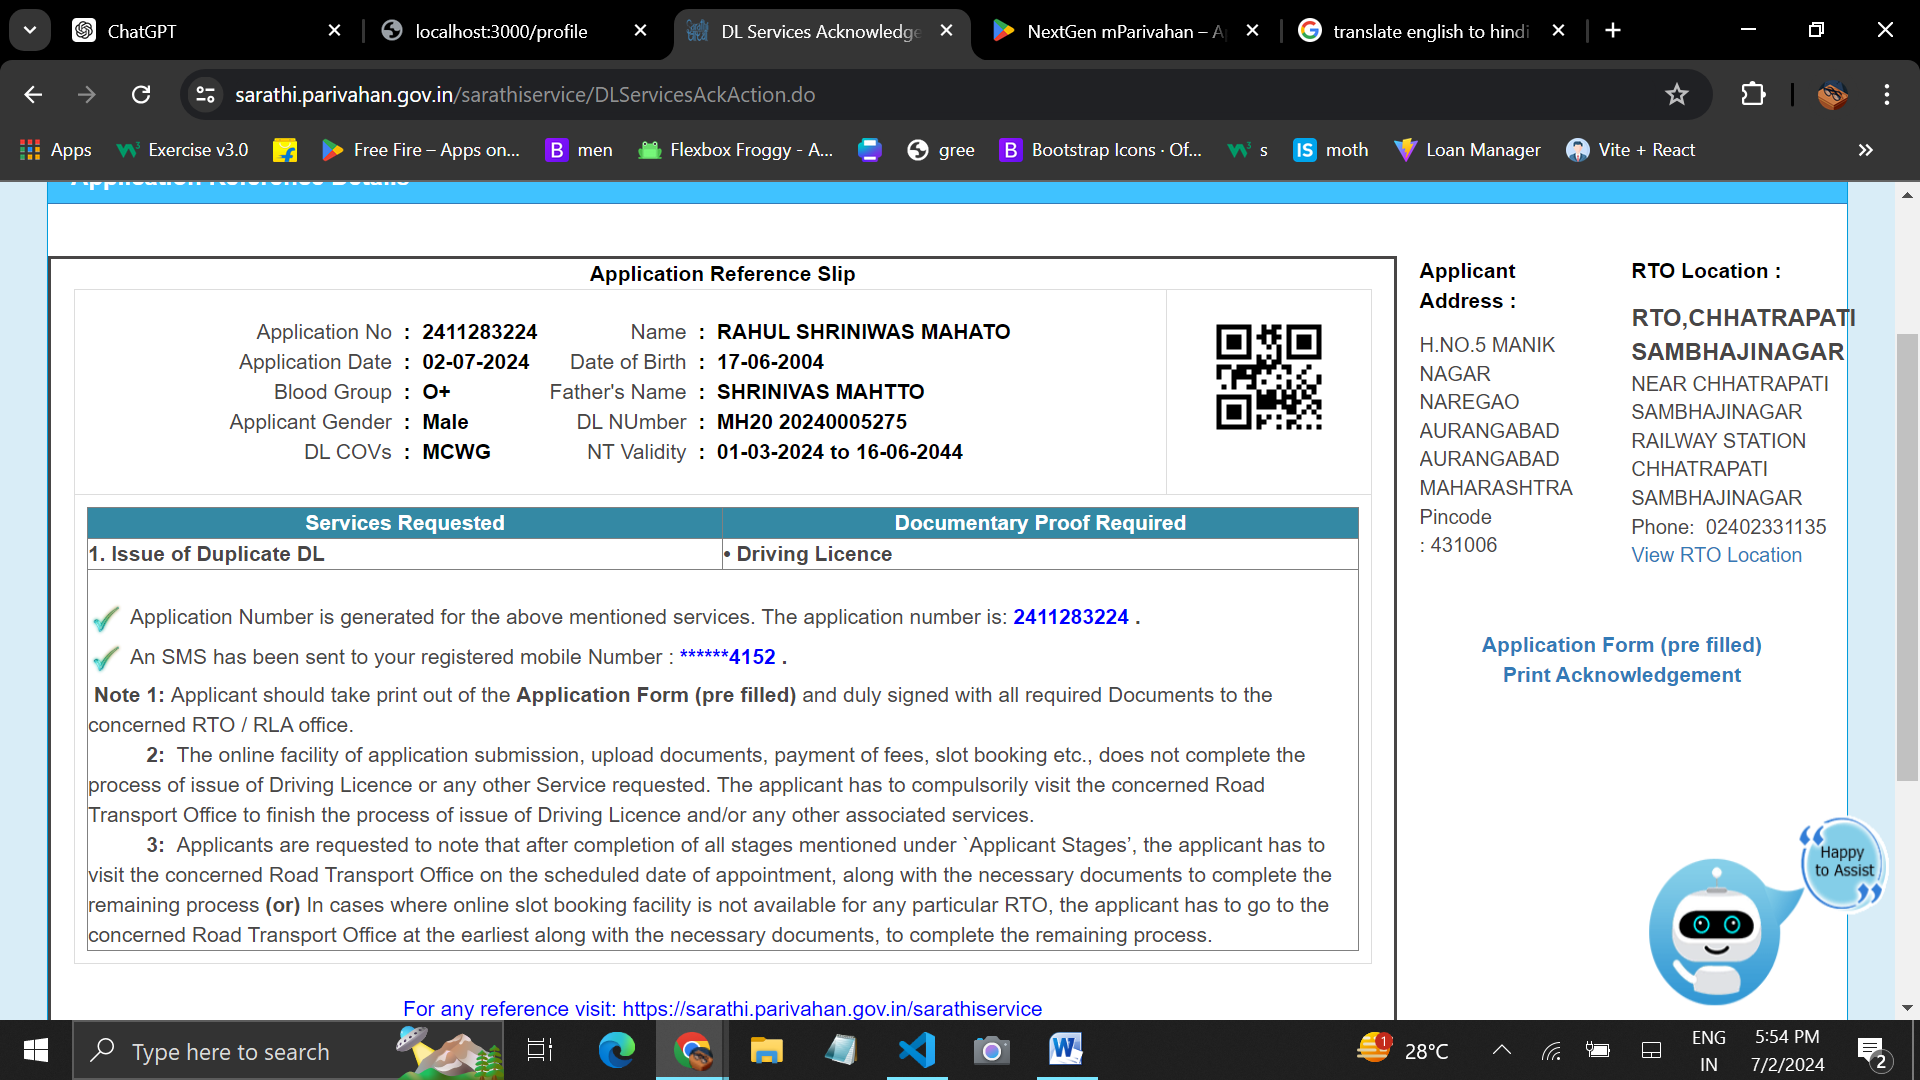 ChatGPT
localhost:3000/profile
DL Services Acknowledge
NextGen mParivahan – A
translate english to hindi
sarathi.parivahan.gov.in/sarathiservice/DLServicesAckAction.do
Apps
Exercise v3.0
Free Fire – Apps on...
B men
Flexbox Froggy - A...
gree
B Bootstrap Icons · Of...
s
IS moth
Loan Manager
Vite + React
»
Application Reference Details
Application Reference Slip
Application No : 2411283224 Name : RAHUL SHRINIWAS MAHATO
Application Date : 02-07-2024 Date of Birth : 17-06-2004
Blood Group : O+ Father's Name : SHRINIVAS MAHTTO
Applicant Gender : Male DL NUmber : MH20 20240005275
DL COVs : MCWG NT Validity : 01-03-2024 to 16-06-2044
Services Requested Documentary Proof Required
1. Issue of Duplicate DL • Driving Licence
Application Number is generated for the above mentioned services. The application number is: 2411283224 .
An SMS has been sent to your registered mobile Number : ******4152 .
Note 1: Applicant should take print out of the Application Form (pre filled) and duly signed with all required Documents to the
concerned RTO / RLA office.
2: The online facility of application submission, upload documents, payment of fees, slot booking etc., does not complete the
process of issue of Driving Licence or any other Service requested. The applicant has to compulsorily visit the concerned Road
Transport Office to finish the process of issue of Driving Licence and/or any other associated services.
3: Applicants are requested to note that after completion of all stages mentioned under `Applicant Stages’, the applicant has to
visit the concerned Road Transport Office on the scheduled date of appointment, along with the necessary documents to complete the
remaining process (or) In cases where online slot booking facility is not available for any particular RTO, the applicant has to go to the
concerned Road Transport Office at the earliest along with the necessary documents, to complete the remaining process.
For any reference visit: https://sarathi.parivahan.gov.in/sarathiservice
Applicant
Address :
H.NO.5 MANIK
NAGAR
NAREGAO
AURANGABAD
AURANGABAD
MAHARASHTRA
Pincode
: 431006
RTO Location :
RTO,CHHATRAPATI
SAMBHAJINAGAR
NEAR CHHATRAPATI
SAMBHAJINAGAR
RAILWAY STATION
CHHATRAPATI
SAMBHAJINAGAR
Phone: 02402331135
View RTO Location
Application Form (pre filled)
Print Acknowledgement
Happy
to Assist
Type here to search
1
28°C
ENG
IN
5:54 PM
7/2/2024
2